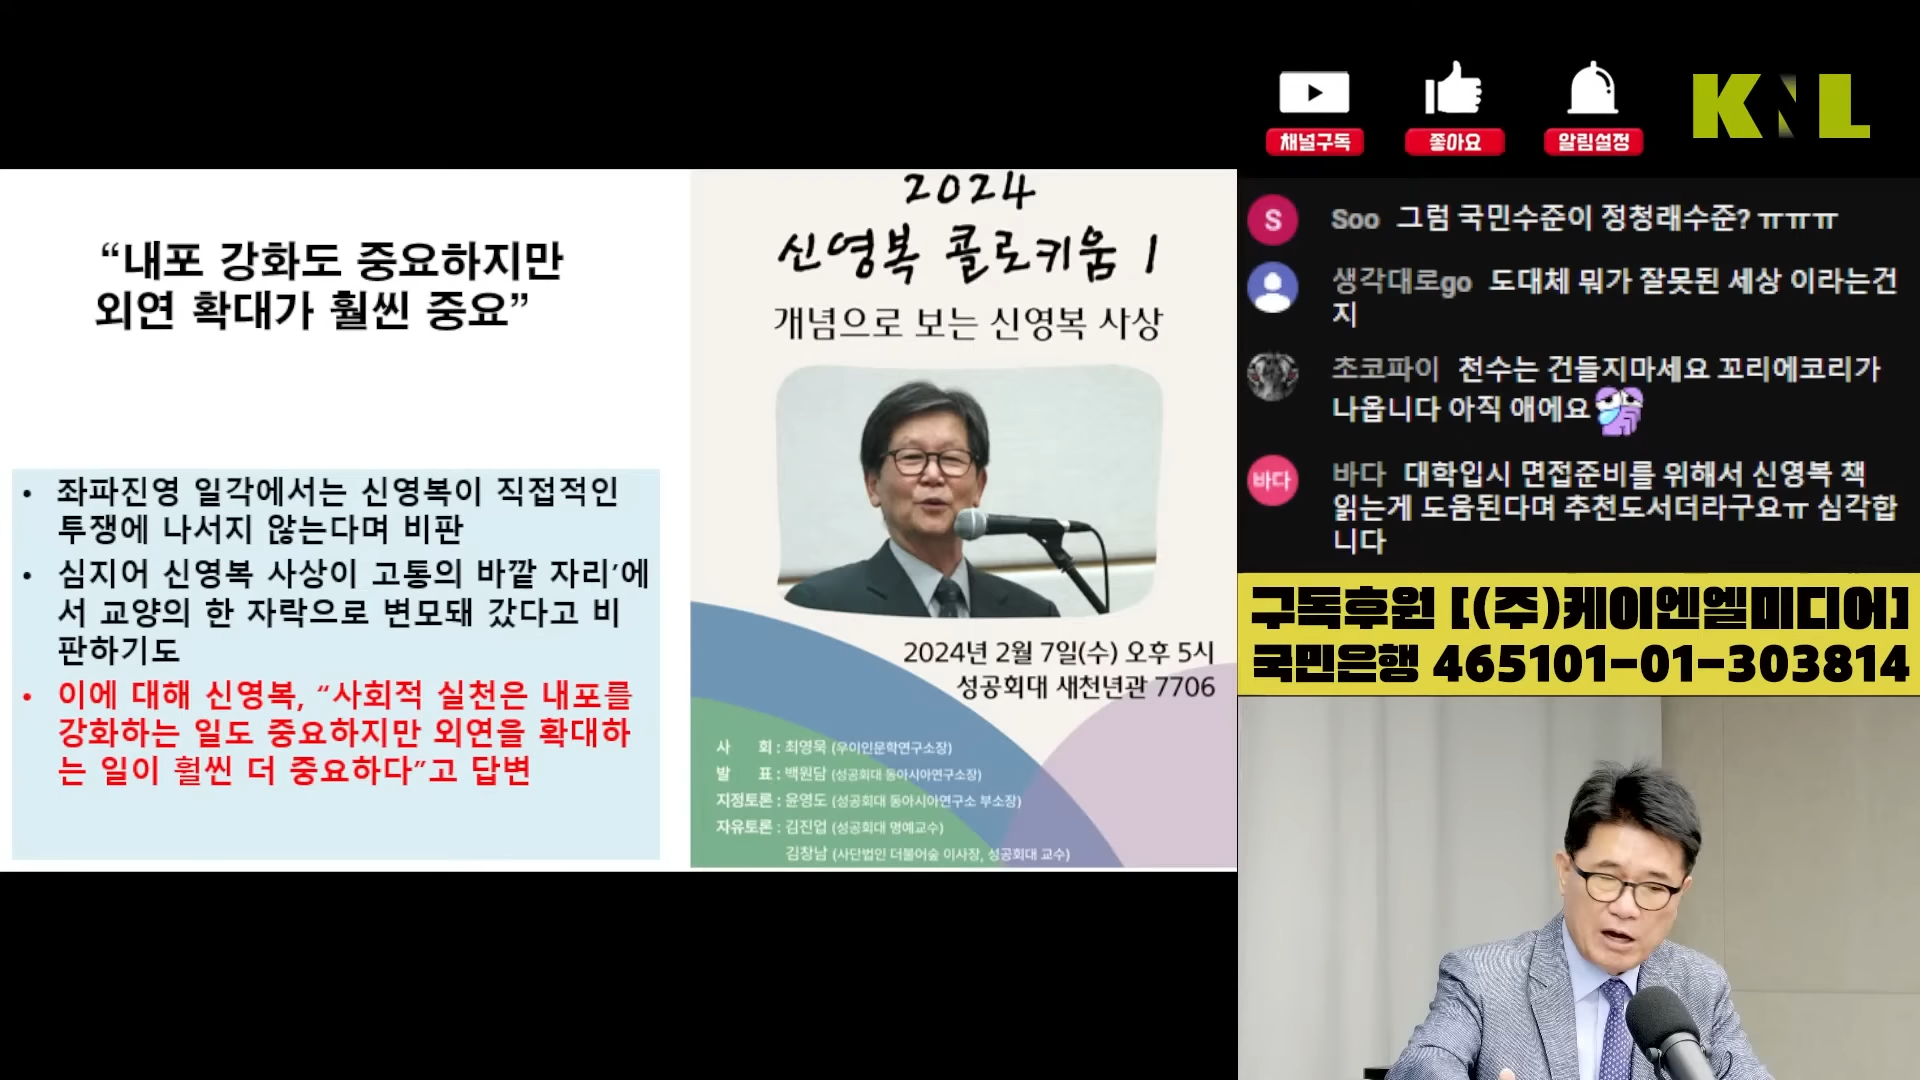 “내포 강화도 중요하지만
외연 확대가 훨씬 중요”
• 좌파진영 일각에서는 신영복이 직접적인
투쟁에 나서지 않는다며 비판
• 심지어 신영복 사상이 고통의 바깥 자리’에
서 교양의 한 자락으로 변모돼 갔다고 비
판하기도
• 이에 대해 신영복, “사회적 실천은 내포를
강화하는 일도 중요하지만 외연을 확대하
는 일이 훨씬 더 중요하다”고 답변
2024
신영복 콜로키움 1
개념으로 보는 신영복 사상
2024년 2월 7일(수) 오후 5시
성공회대 새천년관 7706
사 회 : 최영묵 (우이인문학연구소장)
발 표 : 백원담 (성공회대 동아시아연구소장)
지정토론 : 윤영도 (성공회대 동아시아연구소 부소장)
자유토론 : 김진업 (성공회대 명예교수)
김창남 (사단법인 더불어숲 이사장, 성공회대 교수)
채널구독 좋아요 알림설정
KNL
S Soo 그럼 국민수준이 정청래수준? ㅠㅠㅠ
생각대로go 도대체 뭐가 잘못된 세상 이라는건
지
초코파이 천수는 건들지마세요 꼬리에코리가
나옵니다 아직 애에요
바다 바다 대학입시 면접준비를 위해서 신영복 책
읽는게 도움된다며 추천도서더라구요ㅠ 심각합
니다
구독후원 [(주)케이엔엘미디어]
국민은행 465101-01-303814